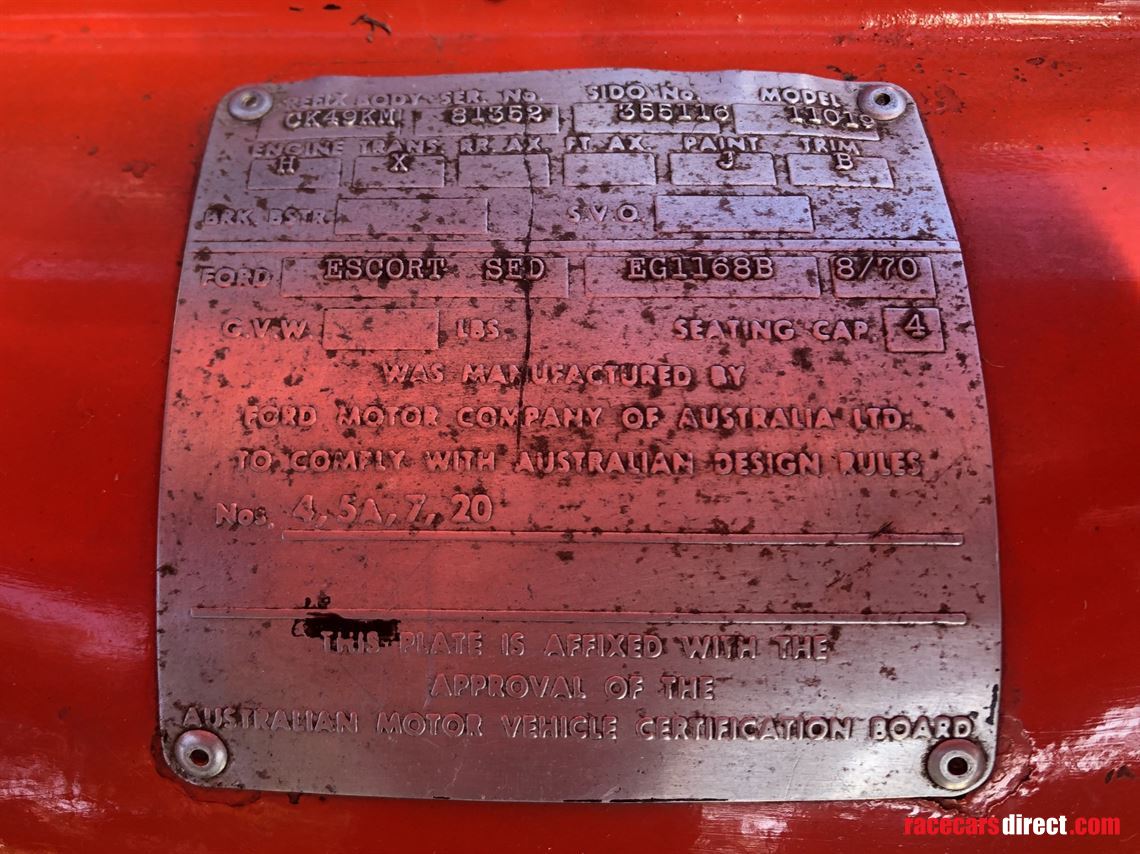 PREFIX BODY-SER. No. SIDO No. MODEL
CK49KM 81352 355116 11019
ENGINE TRANS. RR. AX. FT. AX. PAINT TRIM
H X J B
BRK. BSTR. S.V.O.
FORD ESCORT SED EG1168B 8/70
G.V.W. LBS. SEATING CAP. 4
WAS MANUFACTURED BY
FORD MOTOR COMPANY OF AUSTRALIA LTD.
TO COMPLY WITH AUSTRALIAN DESIGN RULES
Nos. 4, 5A, 7, 20
THIS PLATE IS AFFIXED WITH THE
APPROVAL OF THE
AUSTRALIAN MOTOR VEHICLE CERTIFICATION BOARD
racecarsdirect.com